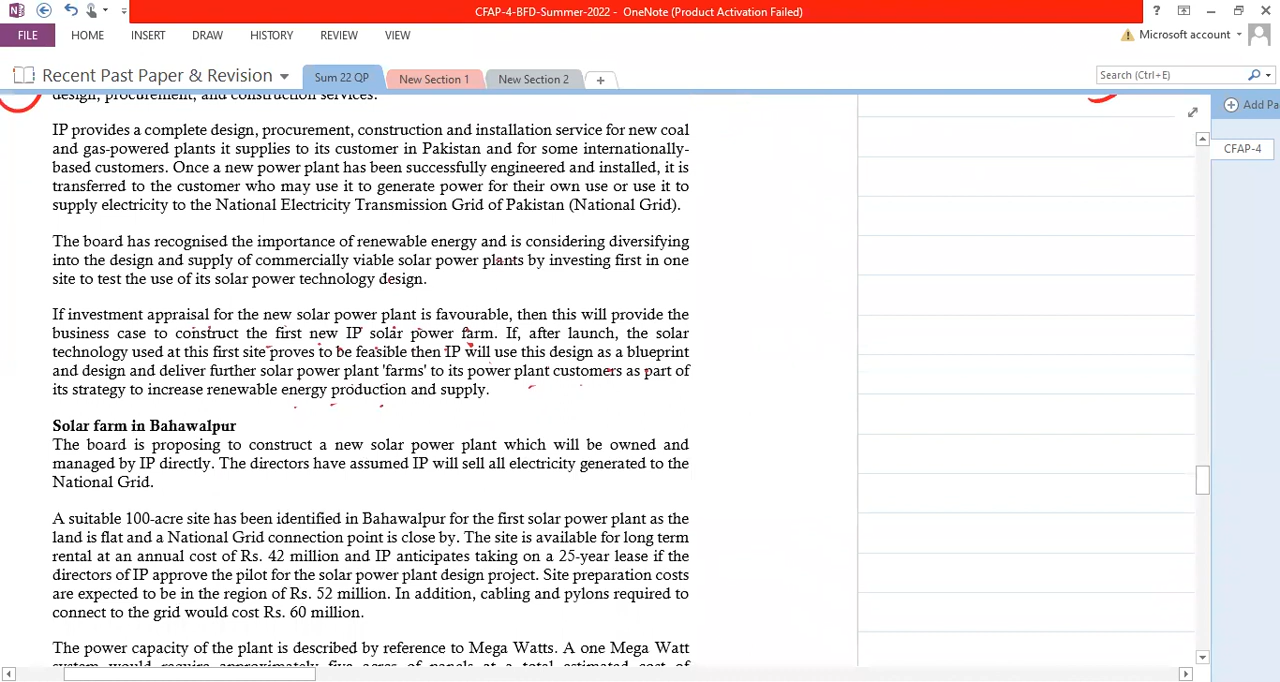 CFAP-4-BFD-Summer-2022 - OneNote (Product Activation Failed)
FILE HOME INSERT DRAW HISTORY REVIEW VIEW
Microsoft account
Recent Past Paper & Revision Sum 22 QP New Section 1 New Section 2 Search (Ctrl+E)
design, procurement, and construction services.
Add Pa
CFAP-4
IP provides a complete design, procurement, construction and installation service for new coal
and gas-powered plants it supplies to its customer in Pakistan and for some internationally-
based customers. Once a new power plant has been successfully engineered and installed, it is
transferred to the customer who may use it to generate power for their own use or use it to
supply electricity to the National Electricity Transmission Grid of Pakistan (National Grid).
The board has recognised the importance of renewable energy and is considering diversifying
into the design and supply of commercially viable solar power plants by investing first in one
site to test the use of its solar power technology design.
If investment appraisal for the new solar power plant is favourable, then this will provide the
business case to construct the first new IP solar power farm. If, after launch, the solar
technology used at this first site proves to be feasible then IP will use this design as a blueprint
and design and deliver further solar power plant 'farms' to its power plant customers as part of
its strategy to increase renewable energy production and supply.
Solar farm in Bahawalpur
The board is proposing to construct a new solar power plant which will be owned and
managed by IP directly. The directors have assumed IP will sell all electricity generated to the
National Grid.
A suitable 100-acre site has been identified in Bahawalpur for the first solar power plant as the
land is flat and a National Grid connection point is close by. The site is available for long term
rental at an annual cost of Rs. 42 million and IP anticipates taking on a 25-year lease if the
directors of IP approve the pilot for the solar power plant design project. Site preparation costs
are expected to be in the region of Rs. 52 million. In addition, cabling and pylons required to
connect to the grid would cost Rs. 60 million.
The power capacity of the plant is described by reference to Mega Watts. A one Mega Watt
system would require approximately five acres of panels at a total estimated cost of